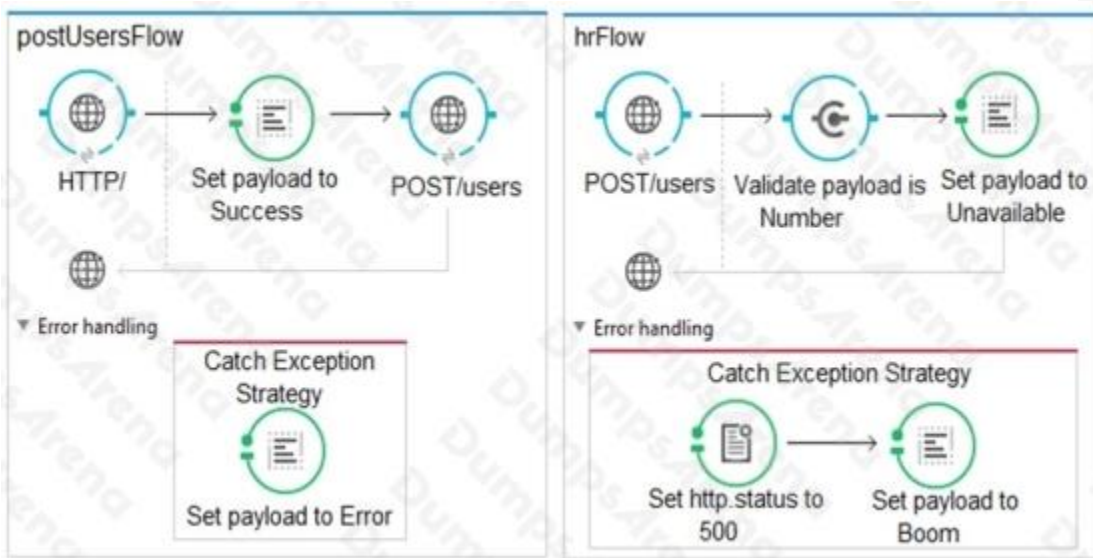 postUsersFlow
HTTP/
Set payload to
Success
POST/users
Error handling
Catch Exception
Strategy
Set payload to Error
hrFlow
POST/users
Validate payload is
Number
Set payload to
Unavailable
Error handling
Catch Exception Strategy
Set http.status to
500
Set payload to
Boom
DumpsArena